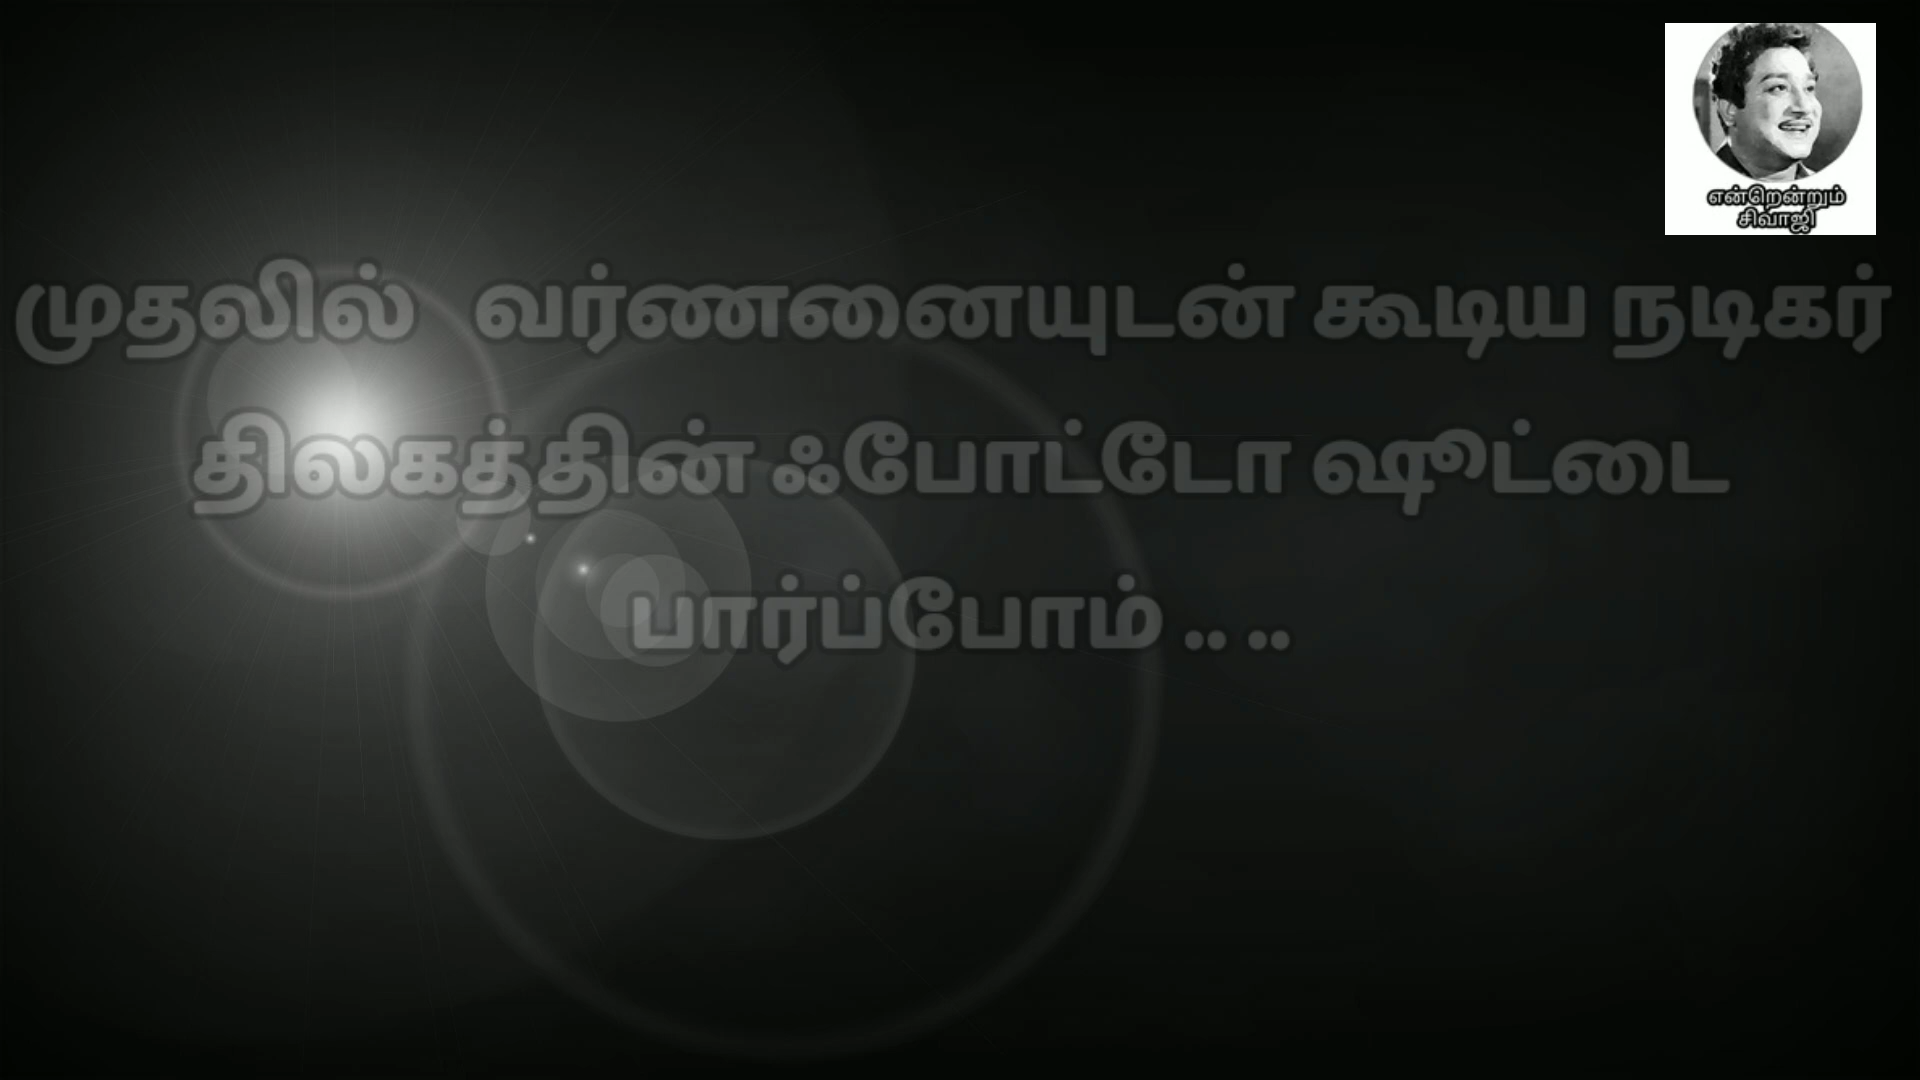 என்றென்றும்
சிவாஜி
முதலில் வர்ணனையுடன் கூடிய நடிகர்
திலகத்தின் ஃபோட்டோ ஷூட்டை
பார்ப்போம் .. ..